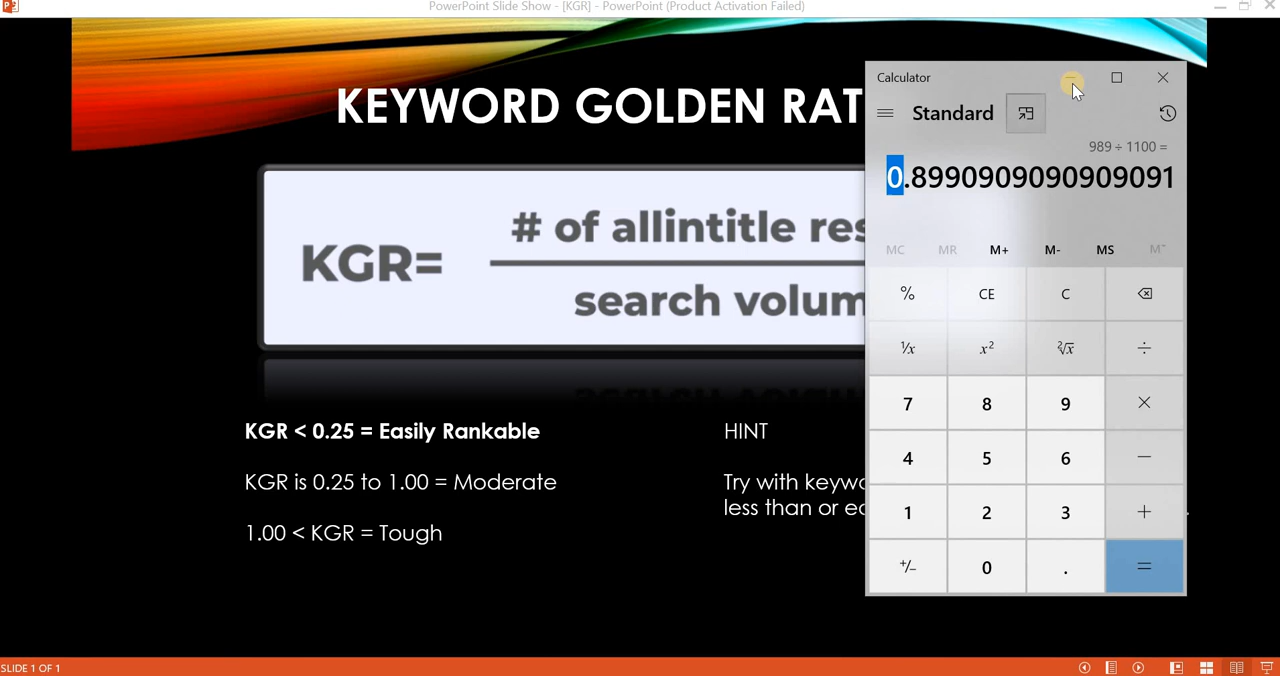 PowerPoint Slide Show - [KGR] - PowerPoint (Product Activation Failed)
KEYWORD GOLDEN RAT
KGR=
# of allintitle res
search volum
KGR < 0.25 = Easily Rankable
KGR is 0.25 to 1.00 = Moderate
1.00 < KGR = Tough
HINT
Try with keywo
less than or eq
Calculator
Standard
989 ÷ 1100 =
0.8990909090909091
MC MR M+ M- MS M˅
% CE C ⌫
¹/x x² ²√x ÷
7 8 9 ×
4 5 6 −
1 2 3 +
+/− 0 . =
SLIDE 1 OF 1